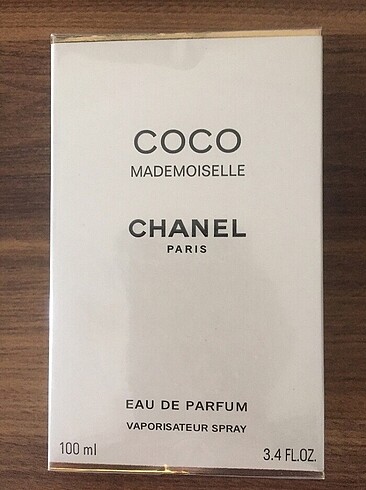 COCO
MADEMOISELLE
CHANEL
PARIS
EAU DE PARFUM
VAPORISATEUR SPRAY
100 ml 3.4 FL.OZ.